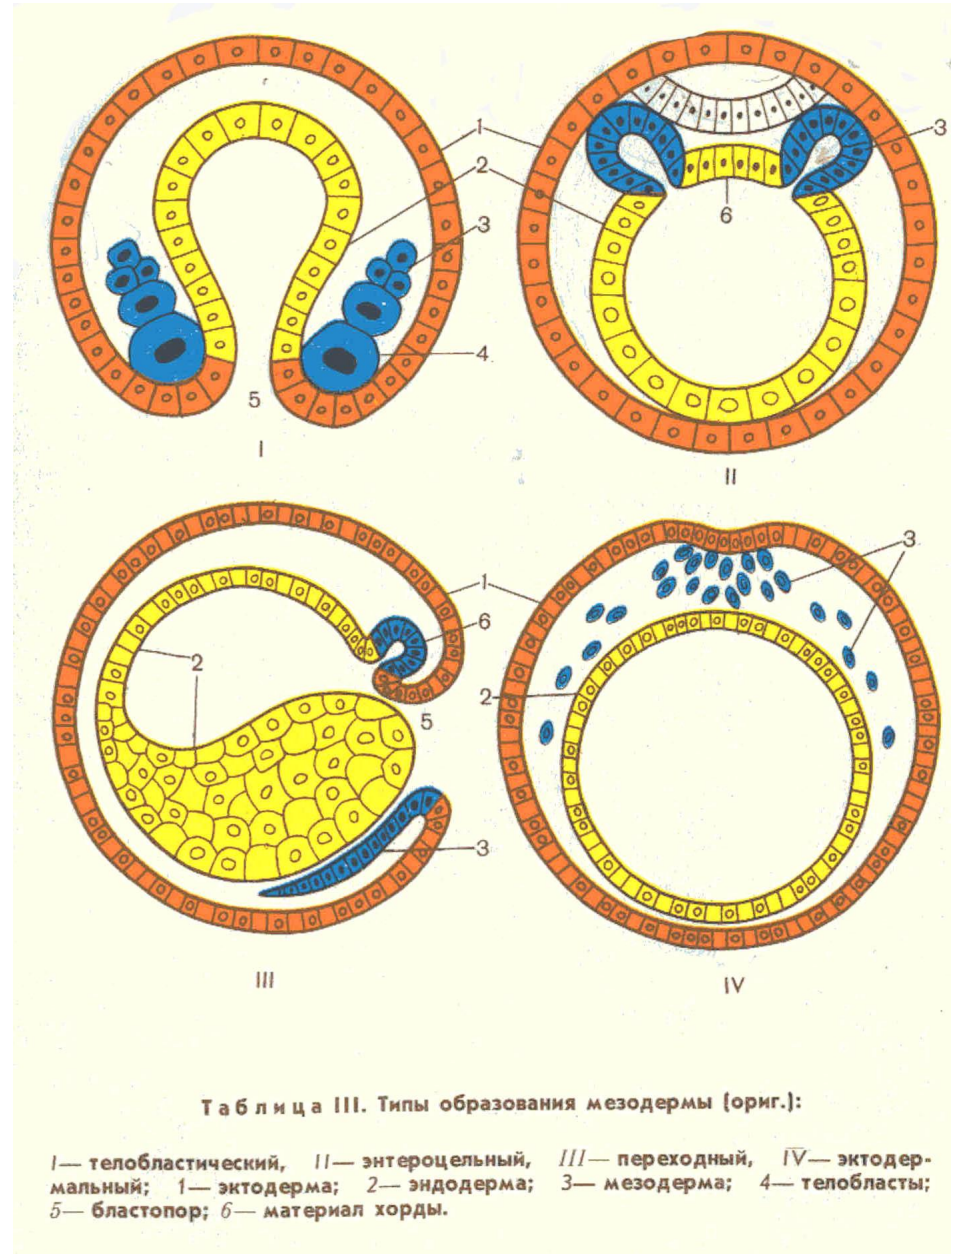 1
2
3
4
5
I
3
6
II
1
6
2
5
3
III
3
2
IV
Таблица III. Типы образования мезодермы (ориг.):
I— телобластический, II— энтероцельный, III— переходный, IV— эктодер-
мальный; 1— эктодерма; 2— эндодерма; 3— мезодерма; 4— телобласты;
5— бластопор; 6— материал хорды.